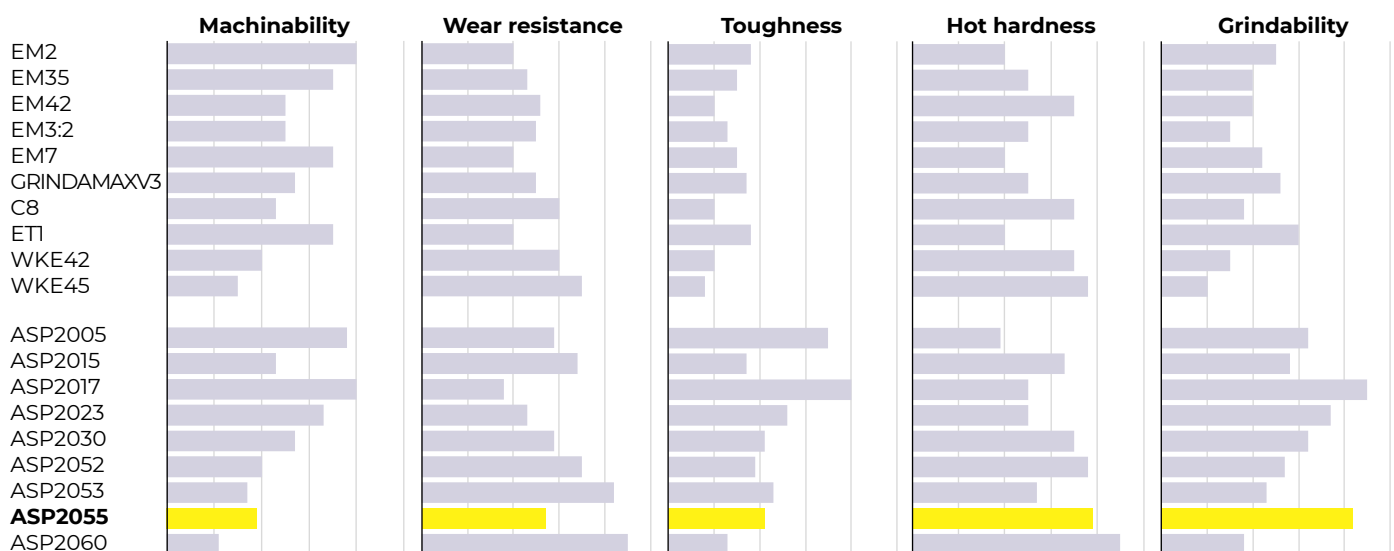 Machinability Wear resistance Toughness Hot hardness Grindability
EM2
EM35
EM42
EM3:2
EM7
GRINDAMAXV3
C8
ET1
WKE42
WKE45
ASP2005
ASP2015
ASP2017
ASP2023
ASP2030
ASP2052
ASP2053
ASP2055
ASP2060